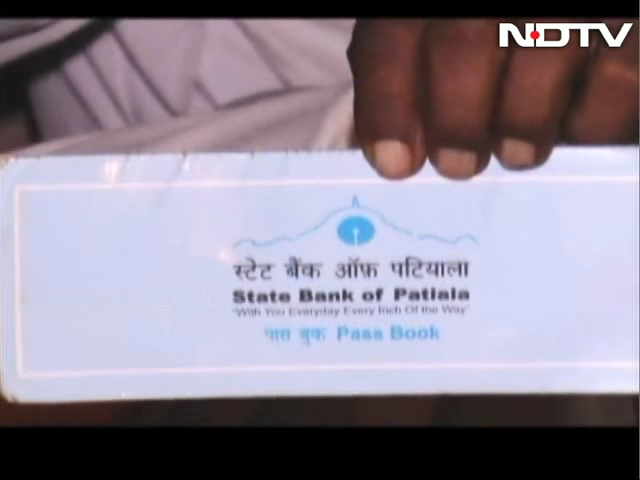 NDTV
स्टेट बैंक ऑफ़ पटियाला
State Bank of Patiala
"With You Everyday Every Inch Of the Way"
पास बुक Pass Book